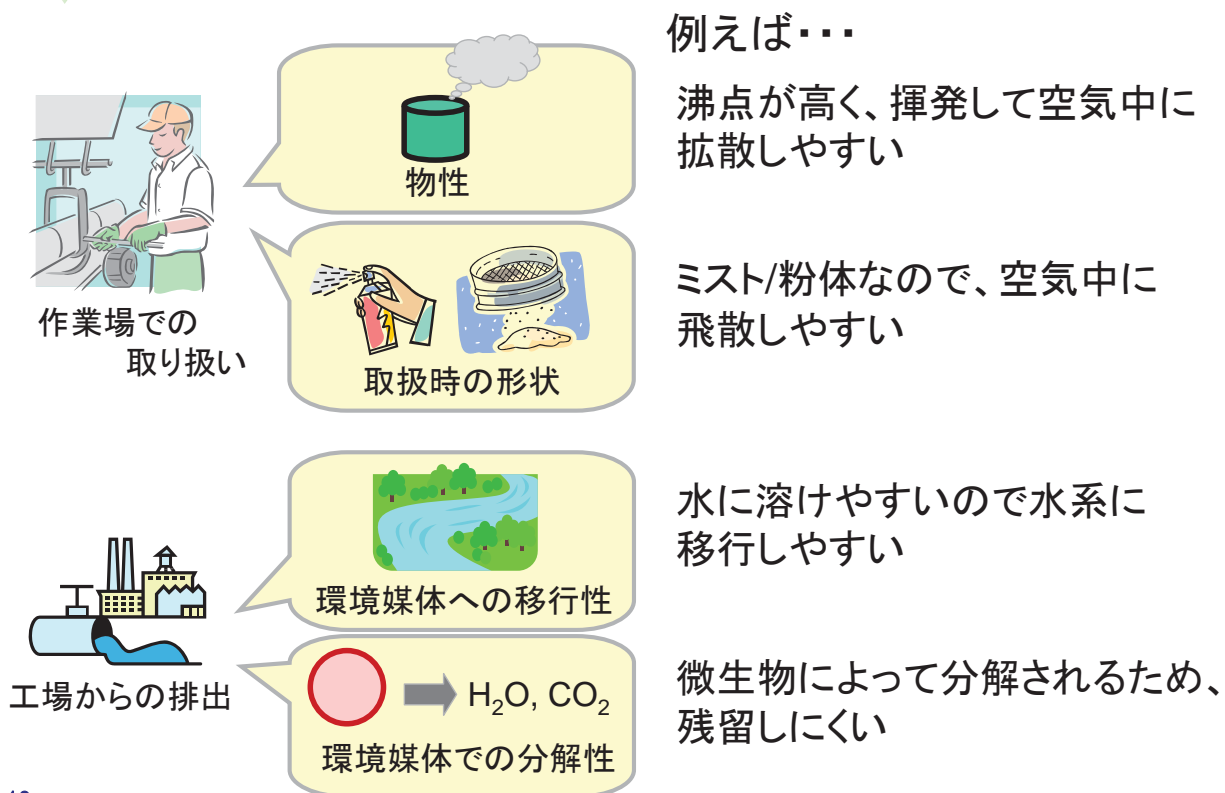 例えば・・・
物性
沸点が高く、揮発して空気中に
拡散しやすい
作業場での
取り扱い
取扱時の形状
ミスト/粉体なので、空気中に
飛散しやすい
環境媒体への移行性
水に溶けやすいので水系に
移行しやすい
工場からの排出
H₂O, CO₂
環境媒体での分解性
微生物によって分解されるため、
残留しにくい